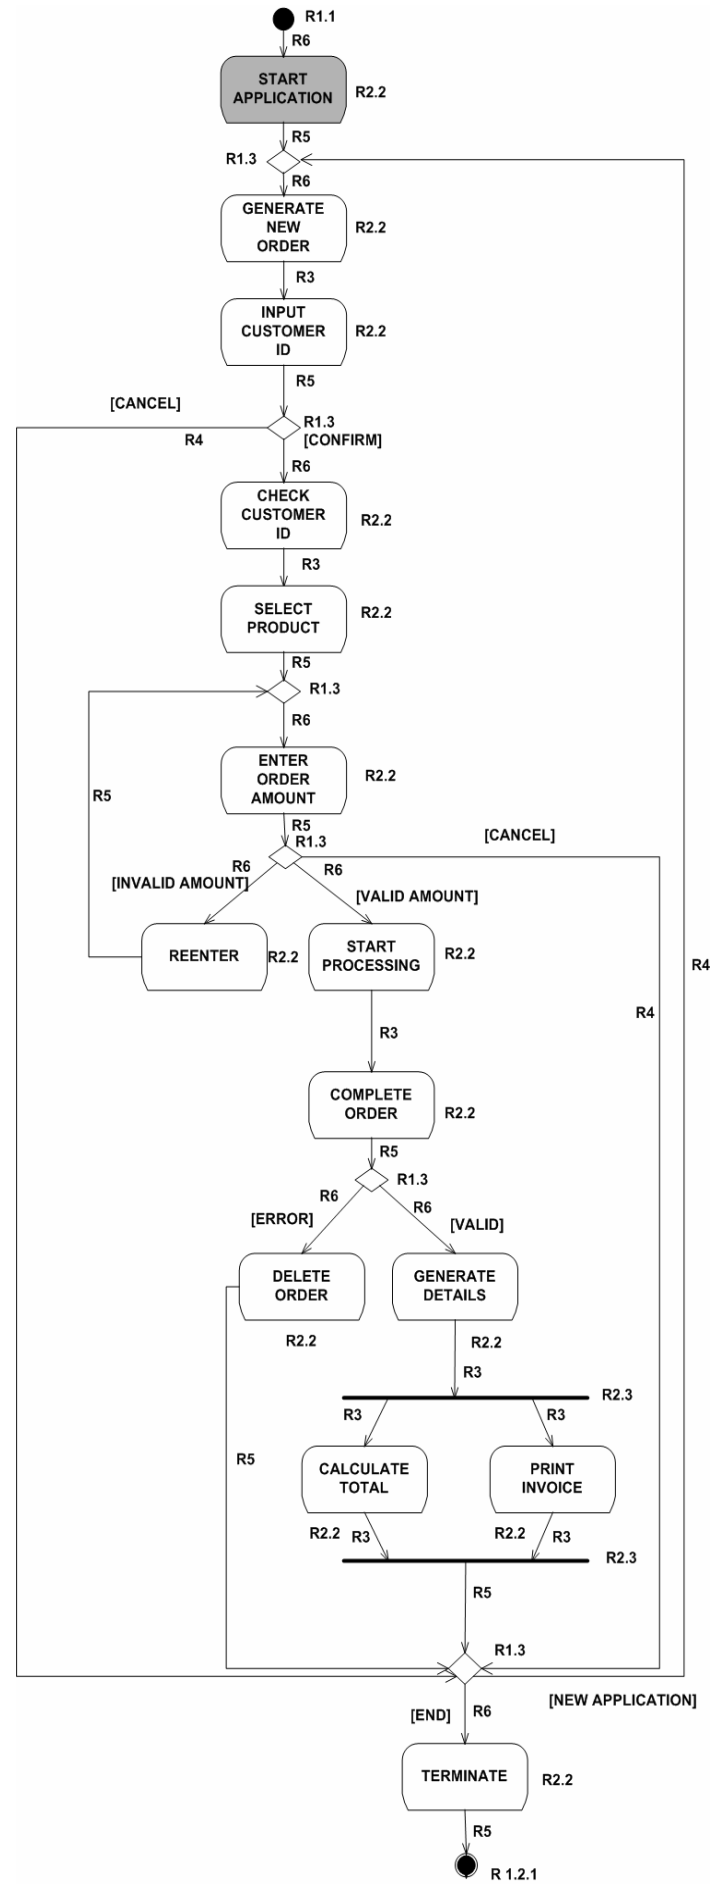 R1.1
R6
START
APPLICATION
R2.2
R5
R1.3
R6
GENERATE
NEW
ORDER
R2.2
R3
INPUT
CUSTOMER
ID
R2.2
R5
[CANCEL]
R4
R1.3
[CONFIRM]
R6
CHECK
CUSTOMER
ID
R2.2
R3
SELECT
PRODUCT
R2.2
R5
R1.3
R6
ENTER
ORDER
AMOUNT
R2.2
R5
R5
R1.3
[CANCEL]
R6
R6
[INVALID AMOUNT]
[VALID AMOUNT]
REENTER
R2.2
START
PROCESSING
R2.2
R4
R4
R3
COMPLETE
ORDER
R2.2
R5
R1.3
R6
R6
[ERROR]
[VALID]
DELETE
ORDER
R2.2
GENERATE
DETAILS
R2.2
R3
R2.3
R3
R3
R5
CALCULATE
TOTAL
PRINT
INVOICE
R2.2
R3
R2.2
R3
R2.3
R5
R1.3
[NEW APPLICATION]
[END]
R6
TERMINATE
R2.2
R5
R 1.2.1